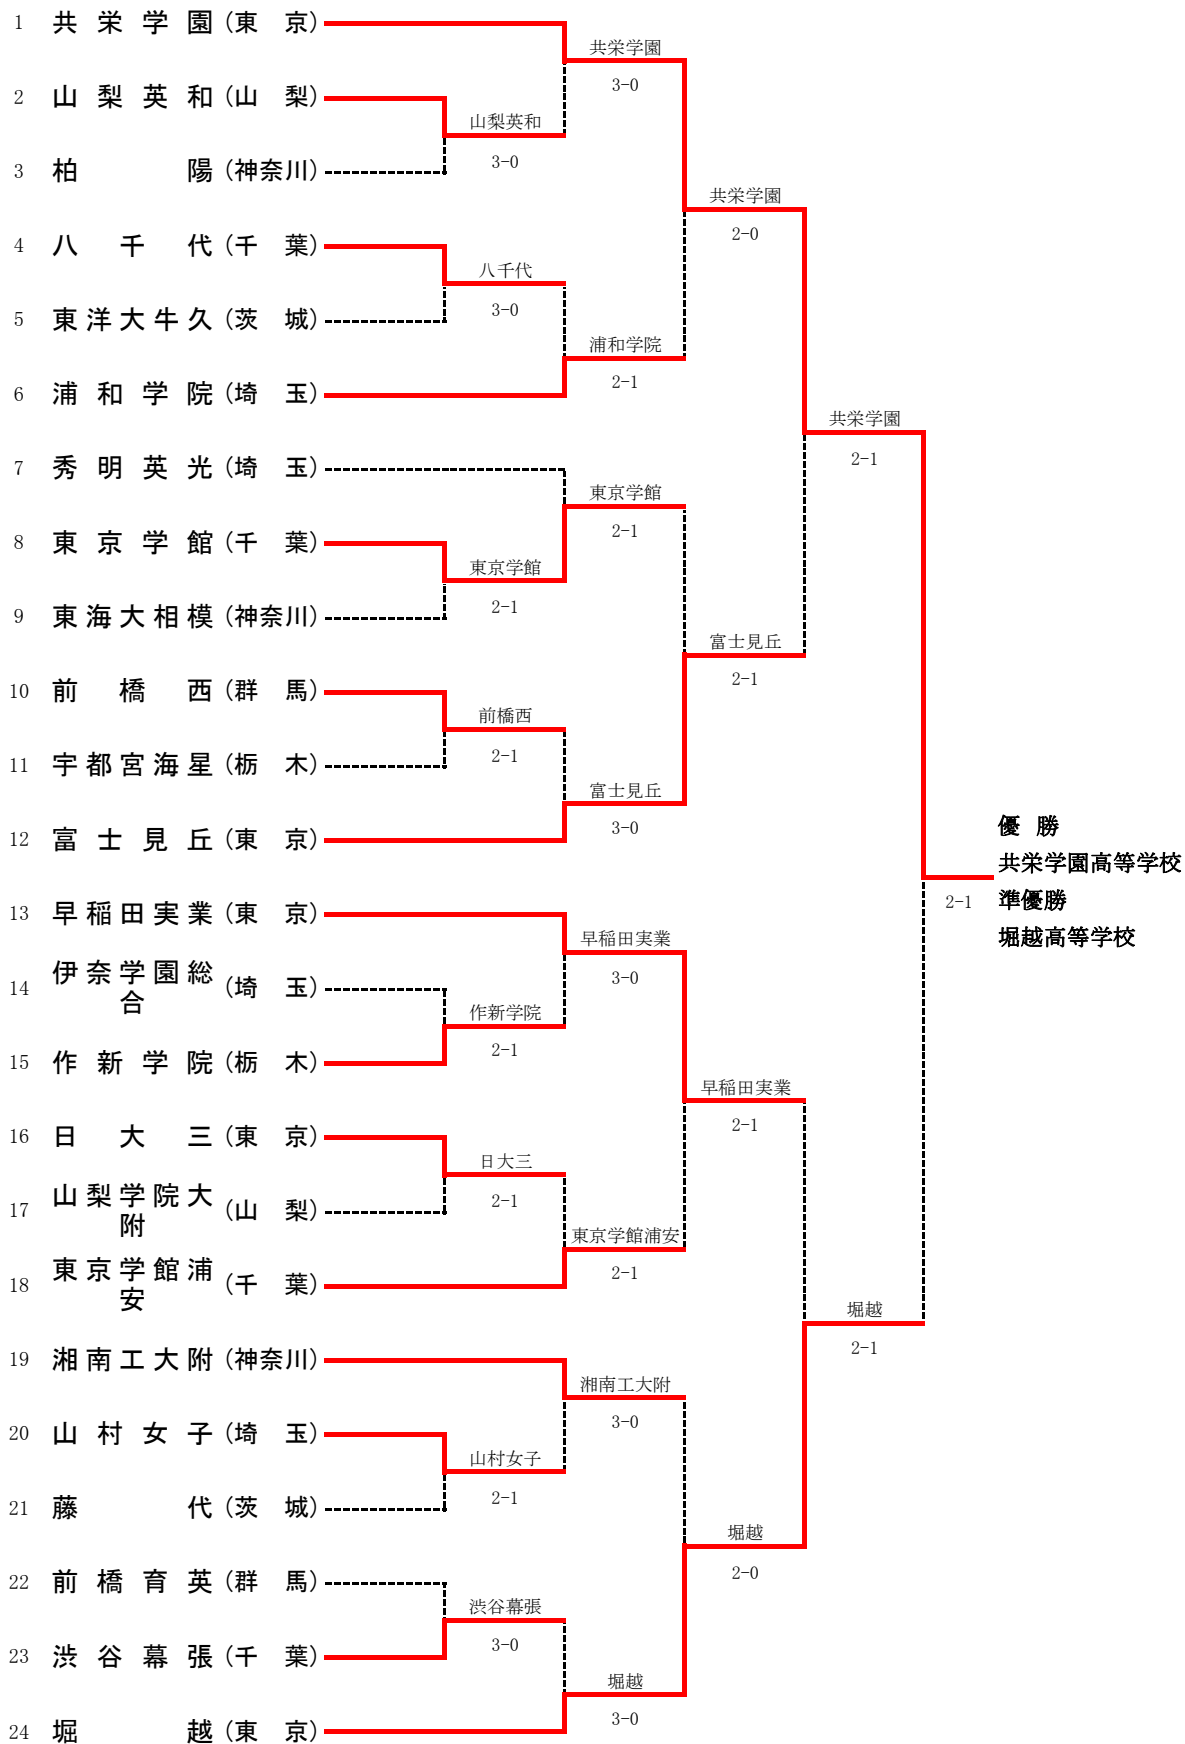 1 共栄学園(東京)
共栄学園
3-0
2 山梨英和(山梨)
山梨英和
3-0
3 柏陽(神奈川)
共栄学園
2-0
4 八千代(千葉)
八千代
3-0
5 東洋大牛久(茨城)
浦和学院
2-1
6 浦和学院(埼玉)
共栄学園
2-1
7 秀明英光(埼玉)
東京学館
2-1
8 東京学館(千葉)
東京学館
2-1
9 東海大相模(神奈川)
富士見丘
2-1
10 前橋西(群馬)
前橋西
2-1
11 宇都宮海星(栃木)
富士見丘
3-0
12 富士見丘(東京)
優勝
共栄学園高等学校
2-1
準優勝
堀越高等学校
13 早稲田実業(東京)
早稲田実業
3-0
14 伊奈学園総
合
(埼玉)
作新学院
2-1
15 作新学院(栃木)
早稲田実業
2-1
16 日大三(東京)
日大三
2-1
17 山梨学院大
附
(山梨)
東京学館浦安
2-1
18 東京学館浦
安
(千葉)
堀越
2-1
19 湘南工大附(神奈川)
湘南工大附
3-0
20 山村女子(埼玉)
山村女子
2-1
21 藤代(茨城)
堀越
2-0
22 前橋育英(群馬)
渋谷幕張
3-0
23 渋谷幕張(千葉)
堀越
3-0
24 堀越(東京)